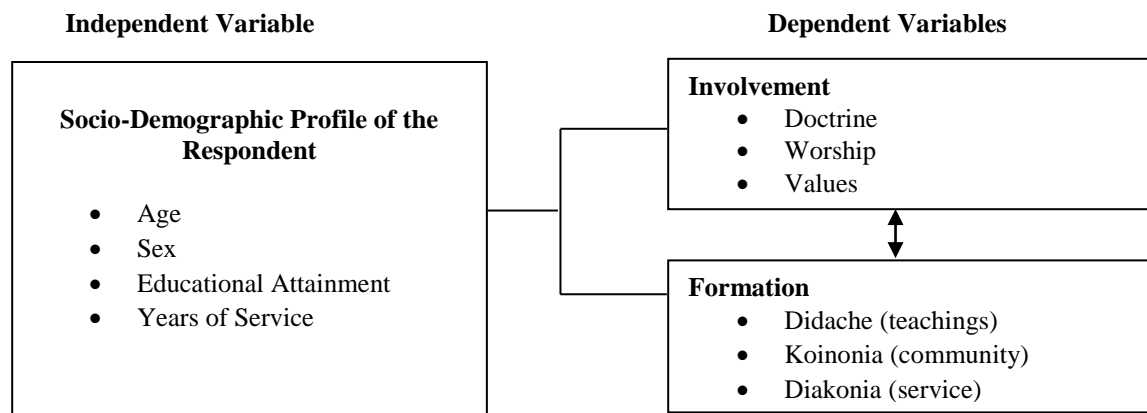 Independent Variable
Dependent Variables
Socio-Demographic Profile of the
Respondent
• Age
• Sex
• Educational Attainment
• Years of Service
Involvement
• Doctrine
• Worship
• Values
Formation
• Didache (teachings)
• Koinonia (community)
• Diakonia (service)